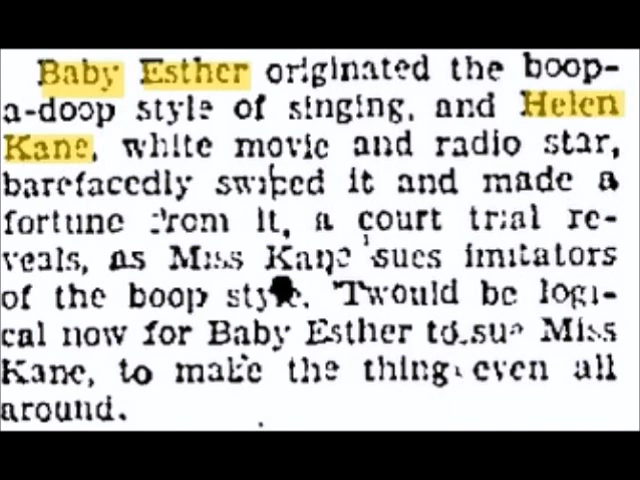 Baby Esther originated the boop-
a-doop style of singing, and Helen
Kane, white movie and radio star,
barefacedly swiped it and made a
fortune from it, a court trial re-
veals, as Miss Kane sues imitators
of the boop style. 'Twould be logi-
cal now for Baby Esther to sue Miss
Kane, to make the thing even all
around.